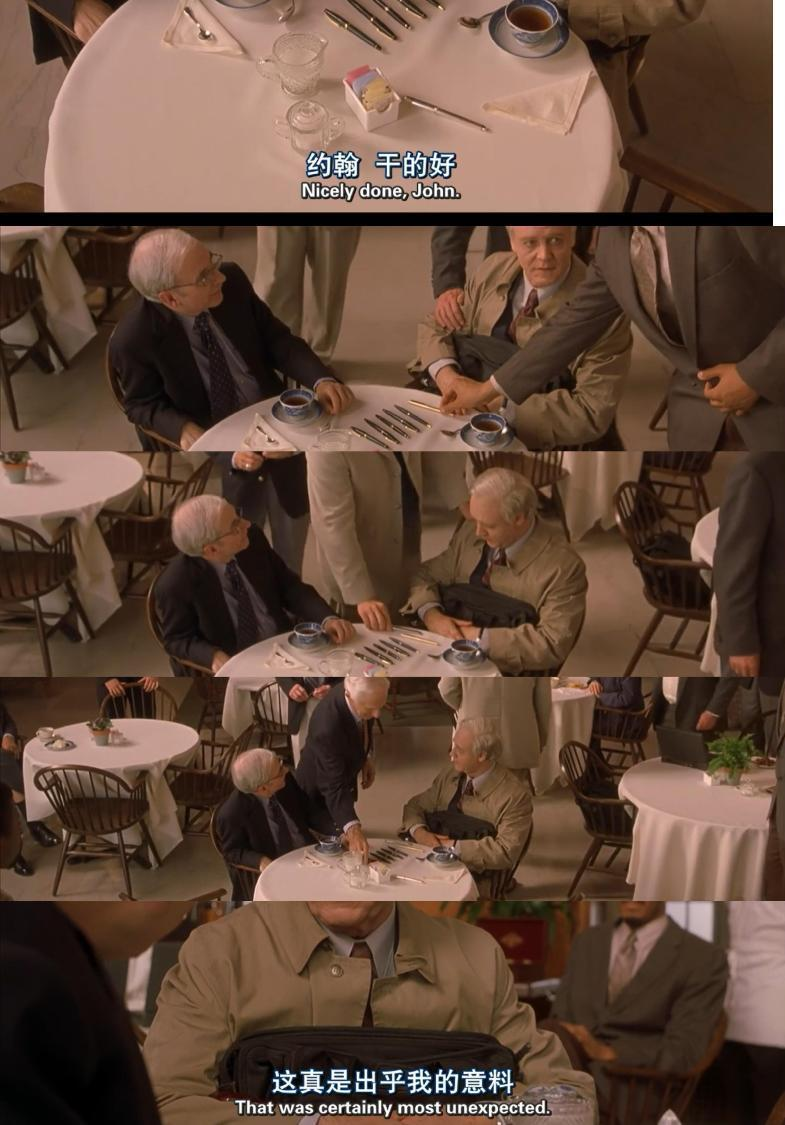 约翰 干的好
Nicely done, John.
这真是出乎我的意料
That was certainly most unexpected.